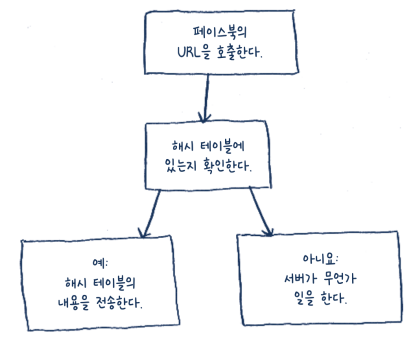 페이스북의
URL을 호출한다.
해시 테이블에
있는지 확인한다.
예:
해시 테이블의
내용을 전송한다.
아니요:
서버가 무언가
일을 한다.